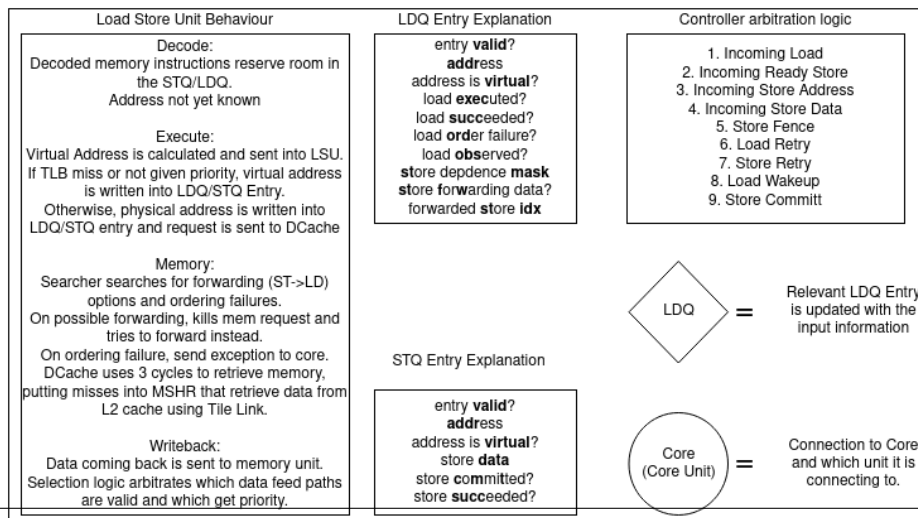 Load Store Unit Behaviour
Decode:
Decoded memory instructions reserve room in
the STQ/LDQ.
Address not yet known
Execute:
Virtual Address is calculated and sent into LSU.
If TLB miss or not given priority, virtual address
is written into LDQ/STQ Entry.
Otherwise, physical address is written into
LDQ/STQ entry and request is sent to DCache
Memory:
Searcher searches for forwarding (ST->LD)
options and ordering failures.
On possible forwarding, kills mem request and
tries to forward instead.
On ordering failure, send exception to core.
DCache uses 3 cycles to retrieve memory,
putting misses into MSHR that retrieve data from
L2 cache using Tile Link.
Writeback:
Data coming back is sent to memory unit.
Selection logic arbitrates which data feed paths
are valid and which get priority.
LDQ Entry Explanation
entry valid?
address
address is virtual?
load executed?
load succeeded?
load order failure?
load observed?
store depdence mask
store forwarding data?
forwarded store idx
STQ Entry Explanation
entry valid?
address
address is virtual?
store data
store committed?
store succeeded?
Controller arbitration logic
1. Incoming Load
2. Incoming Ready Store
3. Incoming Store Address
4. Incoming Store Data
5. Store Fence
6. Load Retry
7. Store Retry
8. Load Wakeup
9. Store Committ
LDQ
=
Relevant LDQ Entry
is updated with the
input information
Core
(Core Unit)
=
Connection to Core
and which unit it is
connecting to.